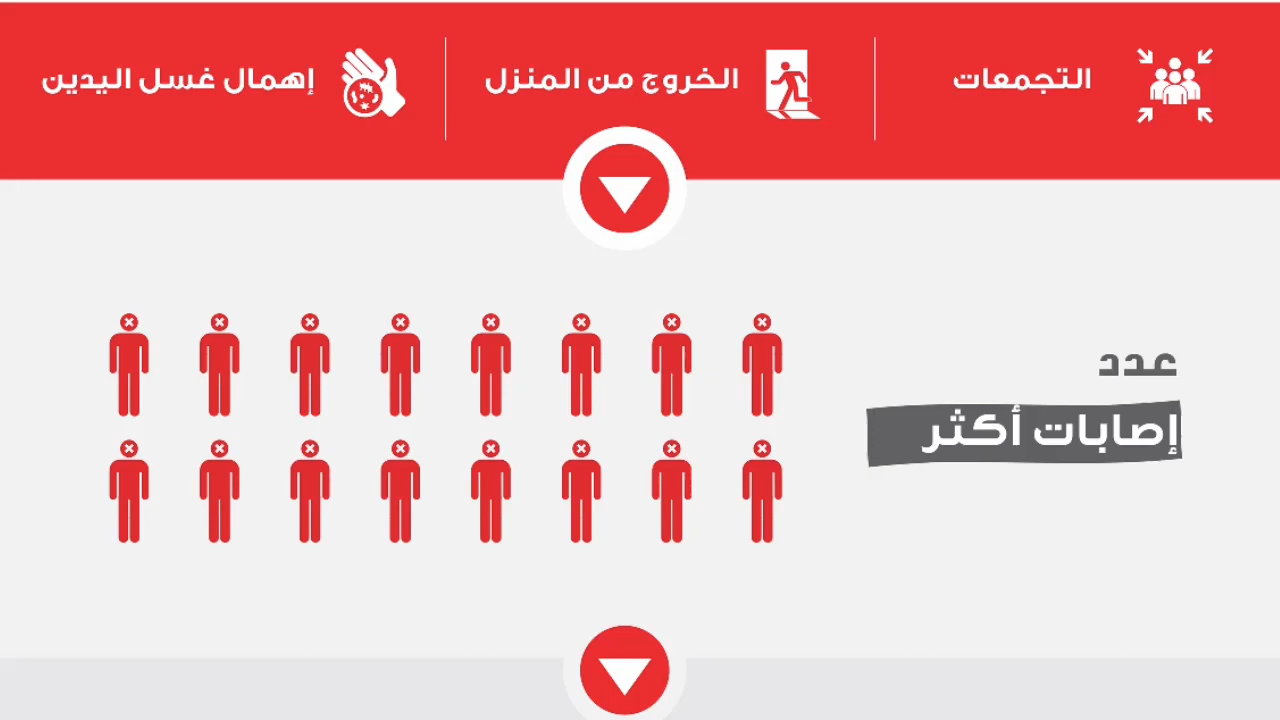 التجمعات
الخروج من المنزل
إهمال غسل اليدين
عدد
إصابات أكثر